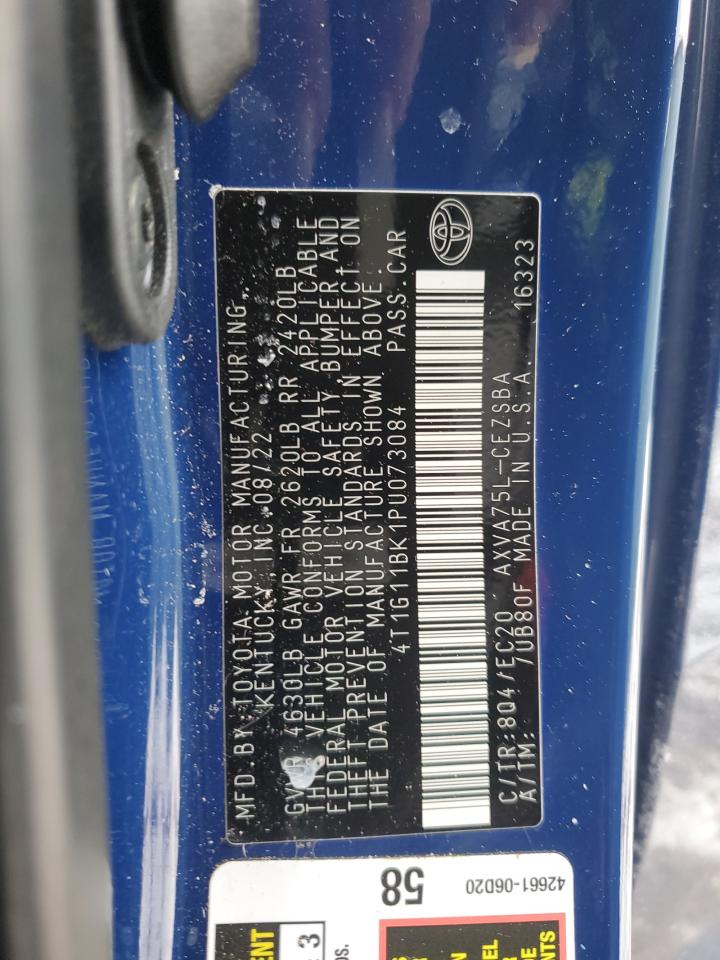 MFD.BY:TOYOTA MOTOR MANUFACTURING,
KENTUCKY, INC.08/22
GVWR 4630LB GAWR FR 2620LB RR 2420LB
THIS VEHICLE CONFORMS TO ALL APPLICABLE
FEDERAL MOTOR VEHICLE SAFETY BUMPER AND
THEFT PREVENTION STANDARDS IN EFFECT ON
THE DATE OF MANUFACTURE SHOWN ABOVE.
4T1G11BK1PU073084 PASS.CAR
C/TR:8Q4/EC20 AXVA75L-CEZSBA
A/TM: /UB80F MADE IN U.S.A. 16323
58
42661-06D20